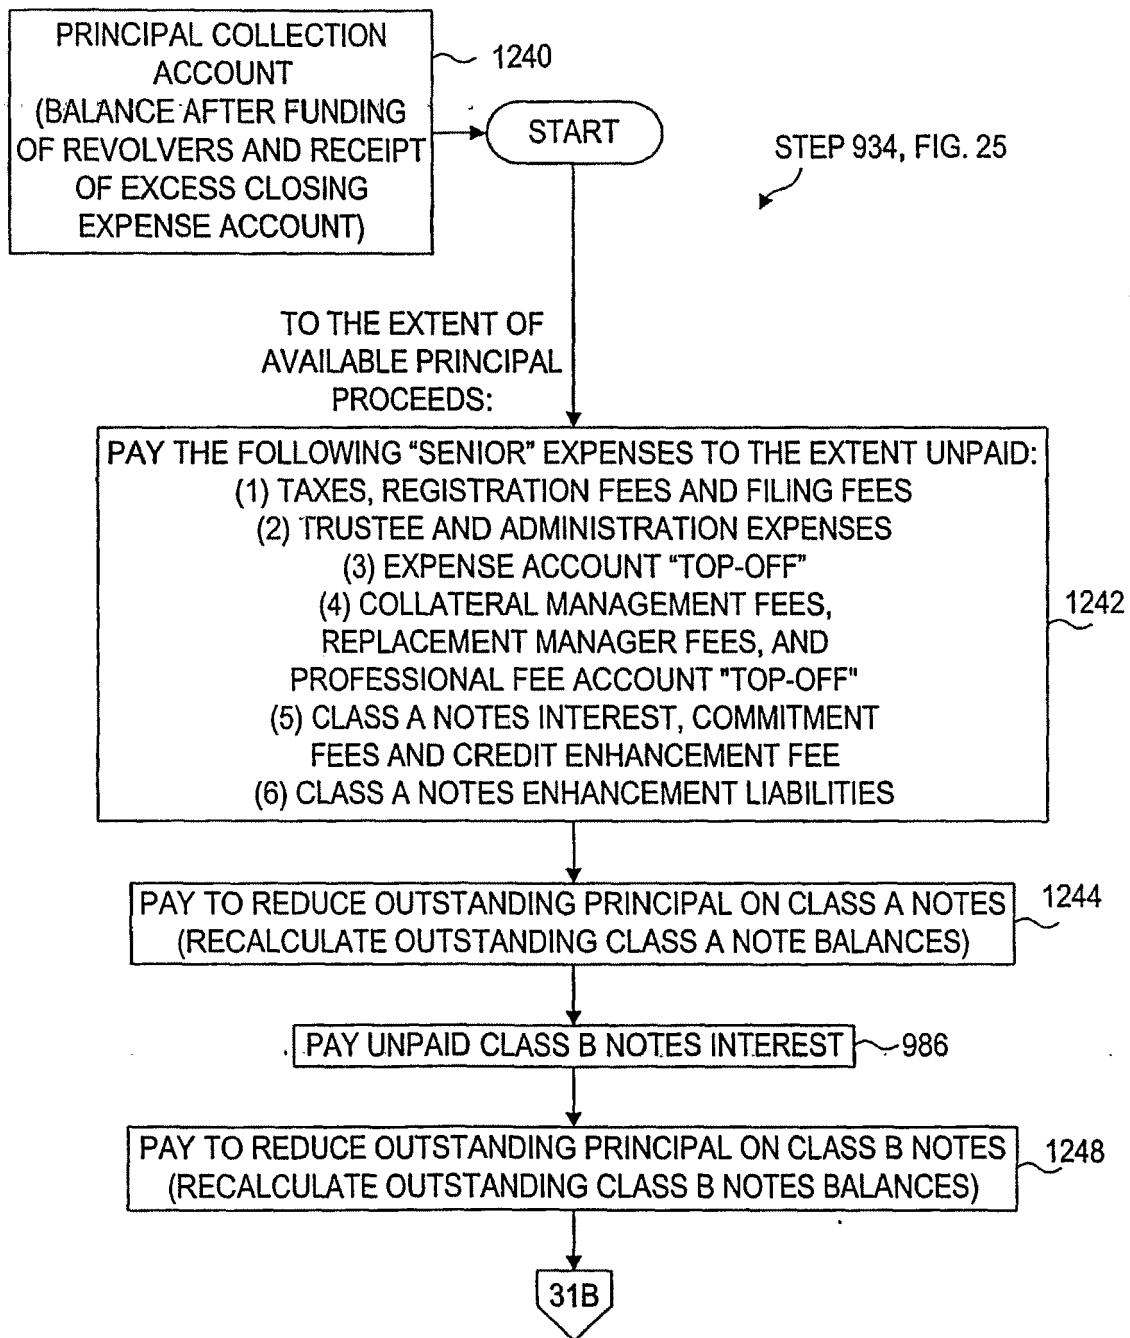 PRINCIPAL COLLECTION
ACCOUNT
(BALANCE AFTER FUNDING
OF REVOLVERS AND RECEIPT
OF EXCESS CLOSING
EXPENSE ACCOUNT)
1240
START
STEP 934, FIG. 25
TO THE EXTENT OF
AVAILABLE PRINCIPAL
PROCEEDS:
PAY THE FOLLOWING "SENIOR" EXPENSES TO THE EXTENT UNPAID:
(1) TAXES, REGISTRATION FEES AND FILING FEES
(2) TRUSTEE AND ADMINISTRATION EXPENSES
(3) EXPENSE ACCOUNT "TOP-OFF"
(4) COLLATERAL MANAGEMENT FEES,
REPLACEMENT MANAGER FEES, AND
PROFESSIONAL FEE ACCOUNT "TOP-OFF"
(5) CLASS A NOTES INTEREST, COMMITMENT
FEES AND CREDIT ENHANCEMENT FEE
(6) CLASS A NOTES ENHANCEMENT LIABILITIES
1242
PAY TO REDUCE OUTSTANDING PRINCIPAL ON CLASS A NOTES
(RECALCULATE OUTSTANDING CLASS A NOTE BALANCES)
1244
PAY UNPAID CLASS B NOTES INTEREST
986
PAY TO REDUCE OUTSTANDING PRINCIPAL ON CLASS B NOTES
(RECALCULATE OUTSTANDING CLASS B NOTES BALANCES)
1248
31B